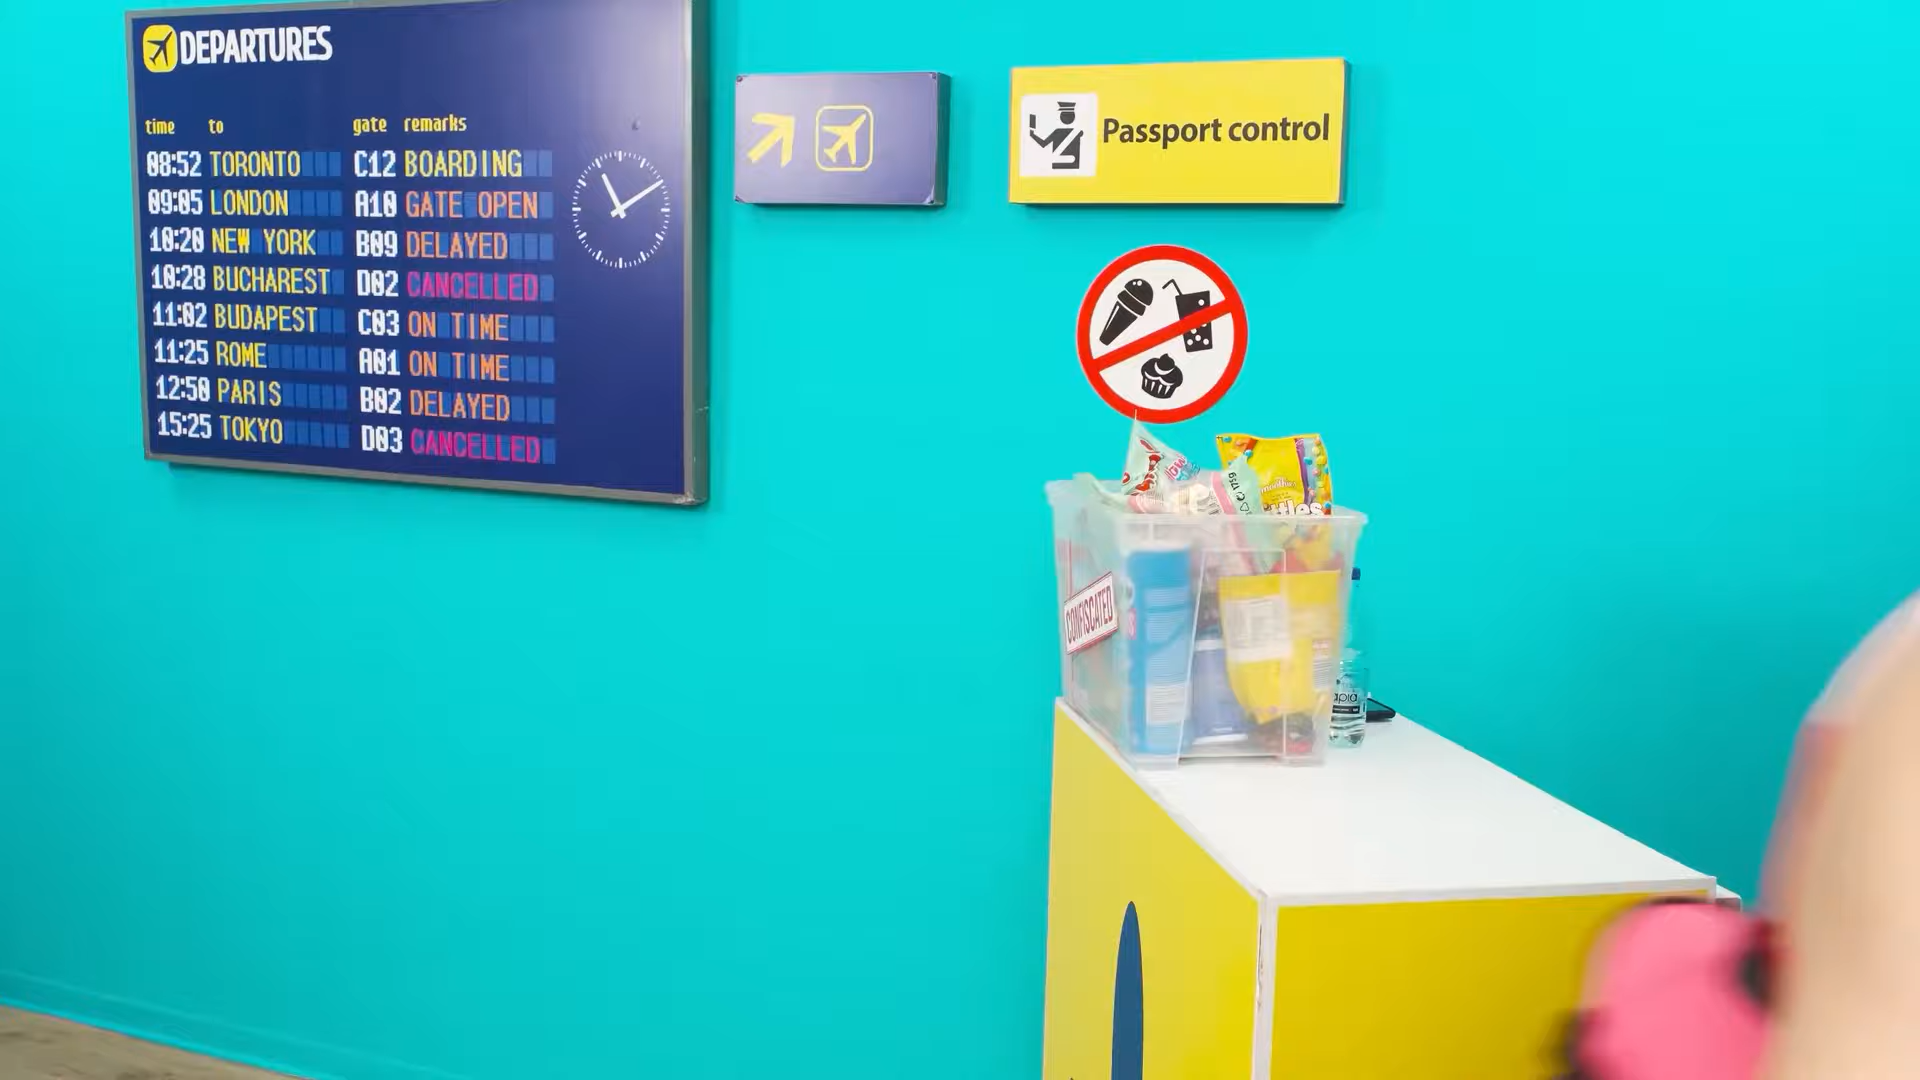 DEPARTURES
time to gate remarks
08:52 TORONTO C12 BOARDING
09:05 LONDON A10 GATE OPEN
10:20 NEW YORK B09 DELAYED
10:28 BUCHAREST D02 CANCELLED
11:02 BUDAPEST C03 ON TIME
11:25 ROME A01 ON TIME
12:50 PARIS B02 DELAYED
15:25 TOKYO D03 CANCELLED
Passport control
175g
CONFISCATED